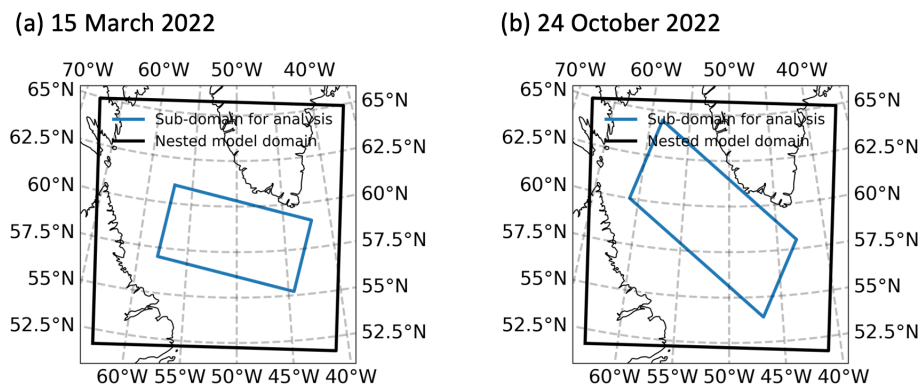 (a) 15 March 2022
70°W 60°W 50°W 40°W
65°N
62.5°N
60°N
57.5°N
55°N
52.5°N
Sub-domain for analysis
Nested model domain
65°N
62.5°N
60°N
57.5°N
55°N
52.5°N
60°W 55°W 50°W 45°W 40°W
(b) 24 October 2022
70°W 60°W 50°W 40°W
65°N
62.5°N
60°N
57.5°N
55°N
52.5°N
Sub-domain for analysis
Nested model domain
65°N
62.5°N
60°N
57.5°N
55°N
52.5°N
60°W 55°W 50°W 45°W 40°W